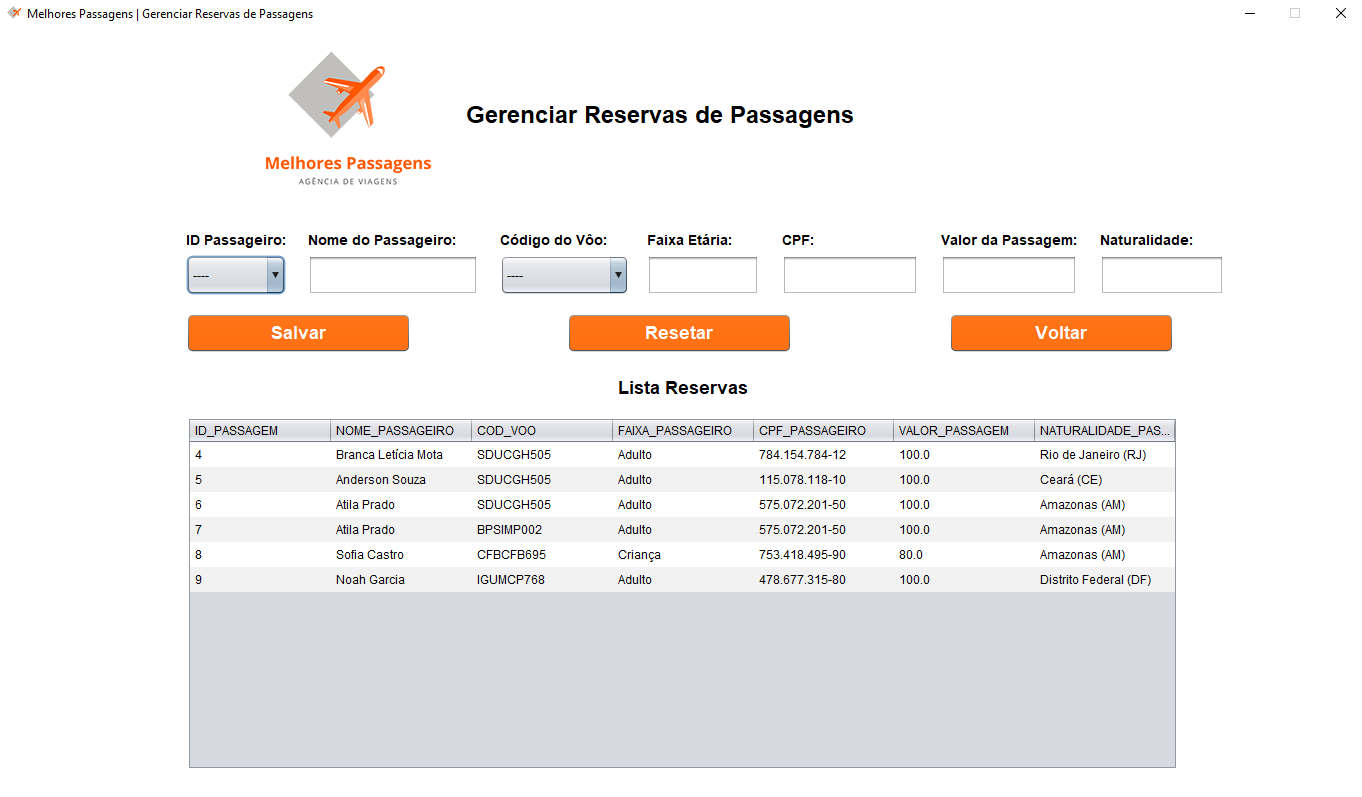 Melhores Passagens | Gerenciar Reservas de Passagens
Gerenciar Reservas de Passagens
Melhores Passagens
AGÊNCIA DE VIAGENS
ID Passageiro: Nome do Passageiro: Código do Vôo: Faixa Etária: CPF: Valor da Passagem: Naturalidade:
---- ----
Salvar Resetar Voltar
Lista Reservas
ID_PASSAGEM NOME_PASSAGEIRO COD_VOO FAIXA_PASSAGEIRO CPF_PASSAGEIRO VALOR_PASSAGEM NATURALIDADE_PAS...
4 Branca Letícia Mota SDUCGH505 Adulto 784.154.784-12 100.0 Rio de Janeiro (RJ)
5 Anderson Souza SDUCGH505 Adulto 115.078.118-10 100.0 Ceará (CE)
6 Atila Prado SDUCGH505 Adulto 575.072.201-50 100.0 Amazonas (AM)
7 Atila Prado BPSIMP002 Adulto 575.072.201-50 100.0 Amazonas (AM)
8 Sofia Castro CFBCFB695 Criança 753.418.495-90 80.0 Amazonas (AM)
9 Noah Garcia IGUMCP768 Adulto 478.677.315-80 100.0 Distrito Federal (DF)